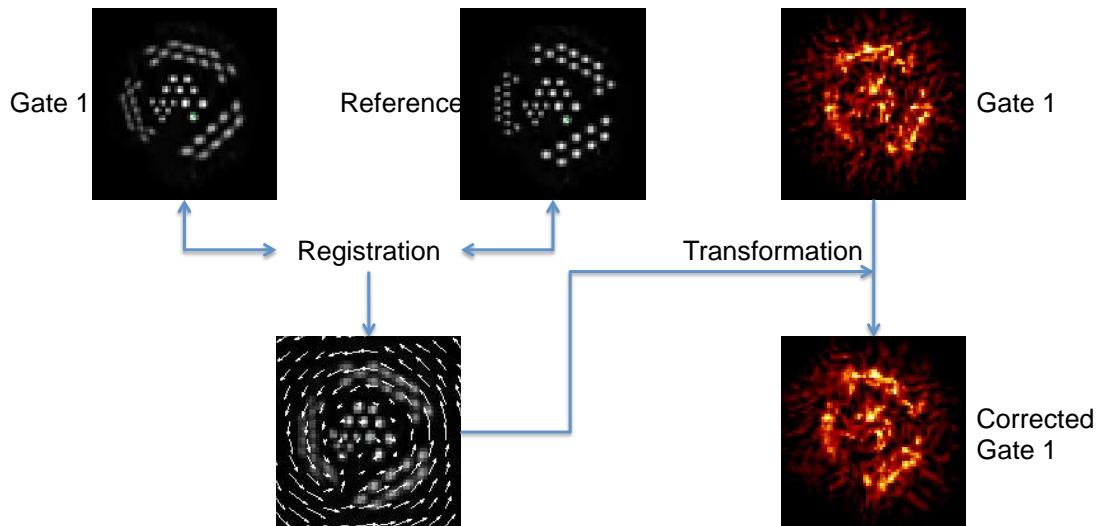 Gate 1
Reference
Gate 1
Registration
Transformation
Corrected
Gate 1